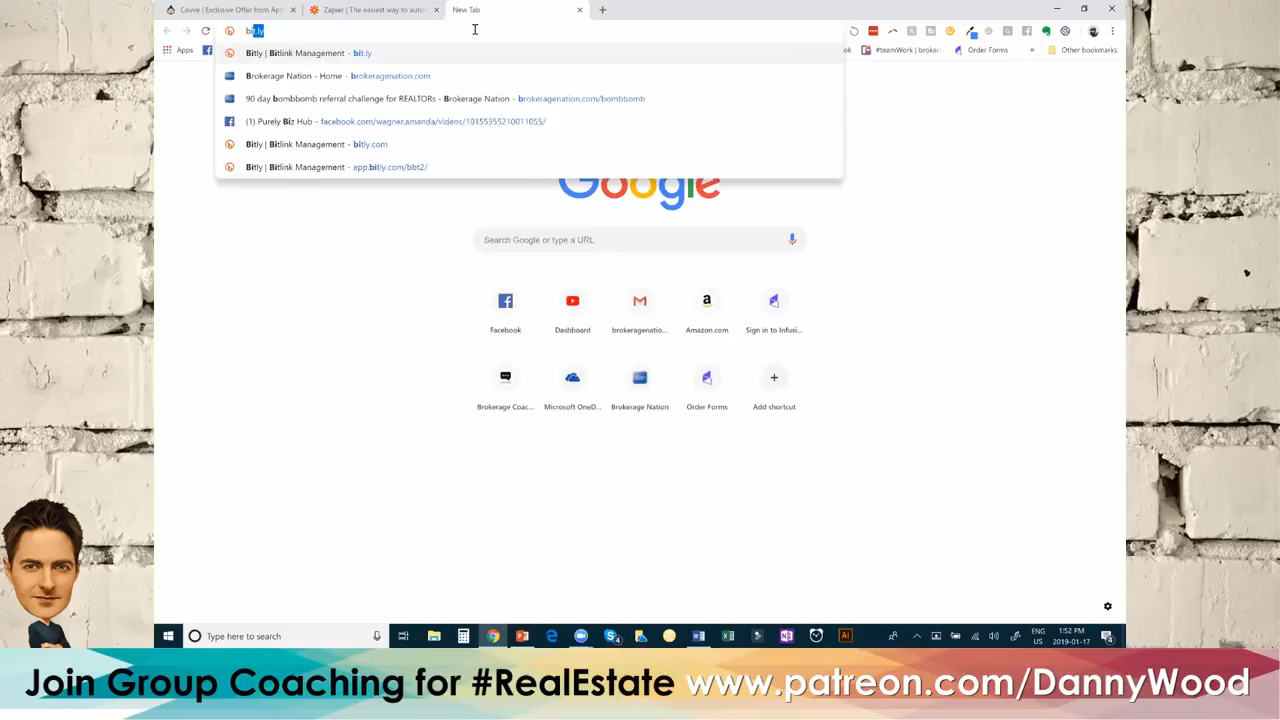 Covve | Exclusive Offer from App
Zapier | The easiest way to auto
New Tab
bit.ly
Apps
#teamWork | broker
Order Forms
»
Other bookmarks
Bitly | Bitlink Management - bit.ly
Brokerage Nation - Home - brokeragenation.com
90 day bombbomb referral challenge for REALTORs - Brokerage Nation - brokeragenation.com/bombbomb
(1) Purely Biz Hub - facebook.com/wagner.amanda/videos/10155355210011055/
Bitly | Bitlink Management - bitly.com
Bitly | Bitlink Management - app.bitly.com/bbt2/
Google
Search Google or type a URL
Facebook
Dashboard
brokeragenatio...
Amazon.com
Sign in to Infusi...
Brokerage Coac...
Microsoft OneD...
Brokerage Nation
Order Forms
Add shortcut
Type here to search
ENG
US
1:52 PM
2019-01-17
Join Group Coaching for #RealEstate www.patreon.com/DannyWood